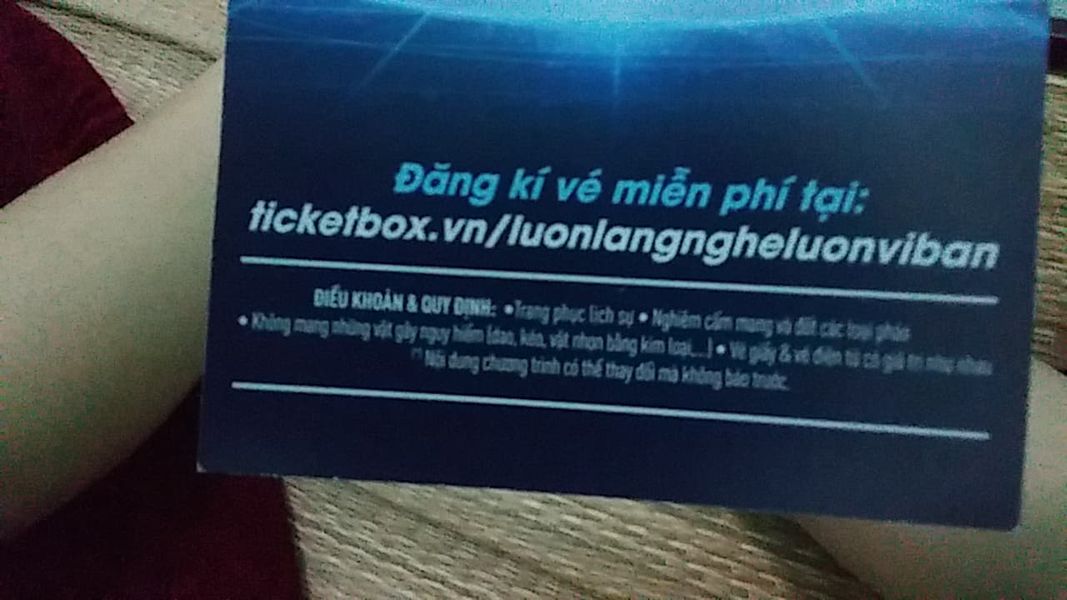 Đăng kí vé miễn phí tại:
ticketbox.vn/luonlangngheluonviban
ĐIỀU KHOẢN & QUY ĐỊNH: • Trang phục lịch sự • Nghiêm cấm mang và đốt các loại pháo
• Không mang những vật gây nguy hiểm (dao, kéo, vật nhọn bằng kim loại,...) • Vé giấy & vé điện tử có giá trị như nhau
Nội dung chương trình có thể thay đổi mà không báo trước.